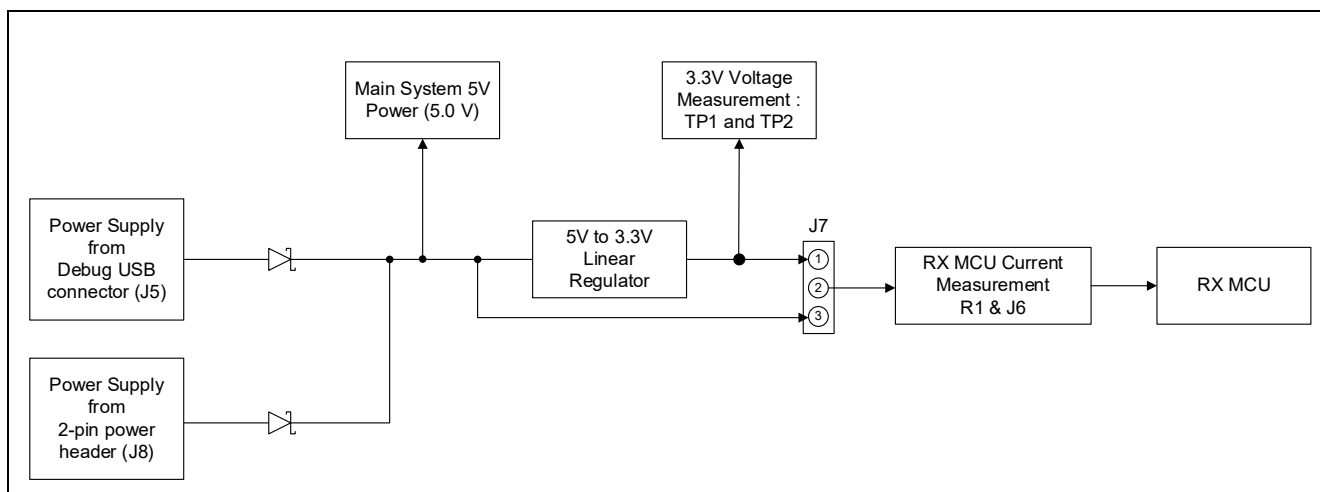 Main System 5V
Power (5.0 V)
3.3V Voltage
Measurement :
TP1 and TP2
Power Supply
from
Debug USB
connector (J5)
5V to 3.3V
Linear
Regulator
J7
1
2
3
RX MCU Current
Measurement
R1 & J6
RX MCU
Power Supply
from
2-pin power
header (J8)